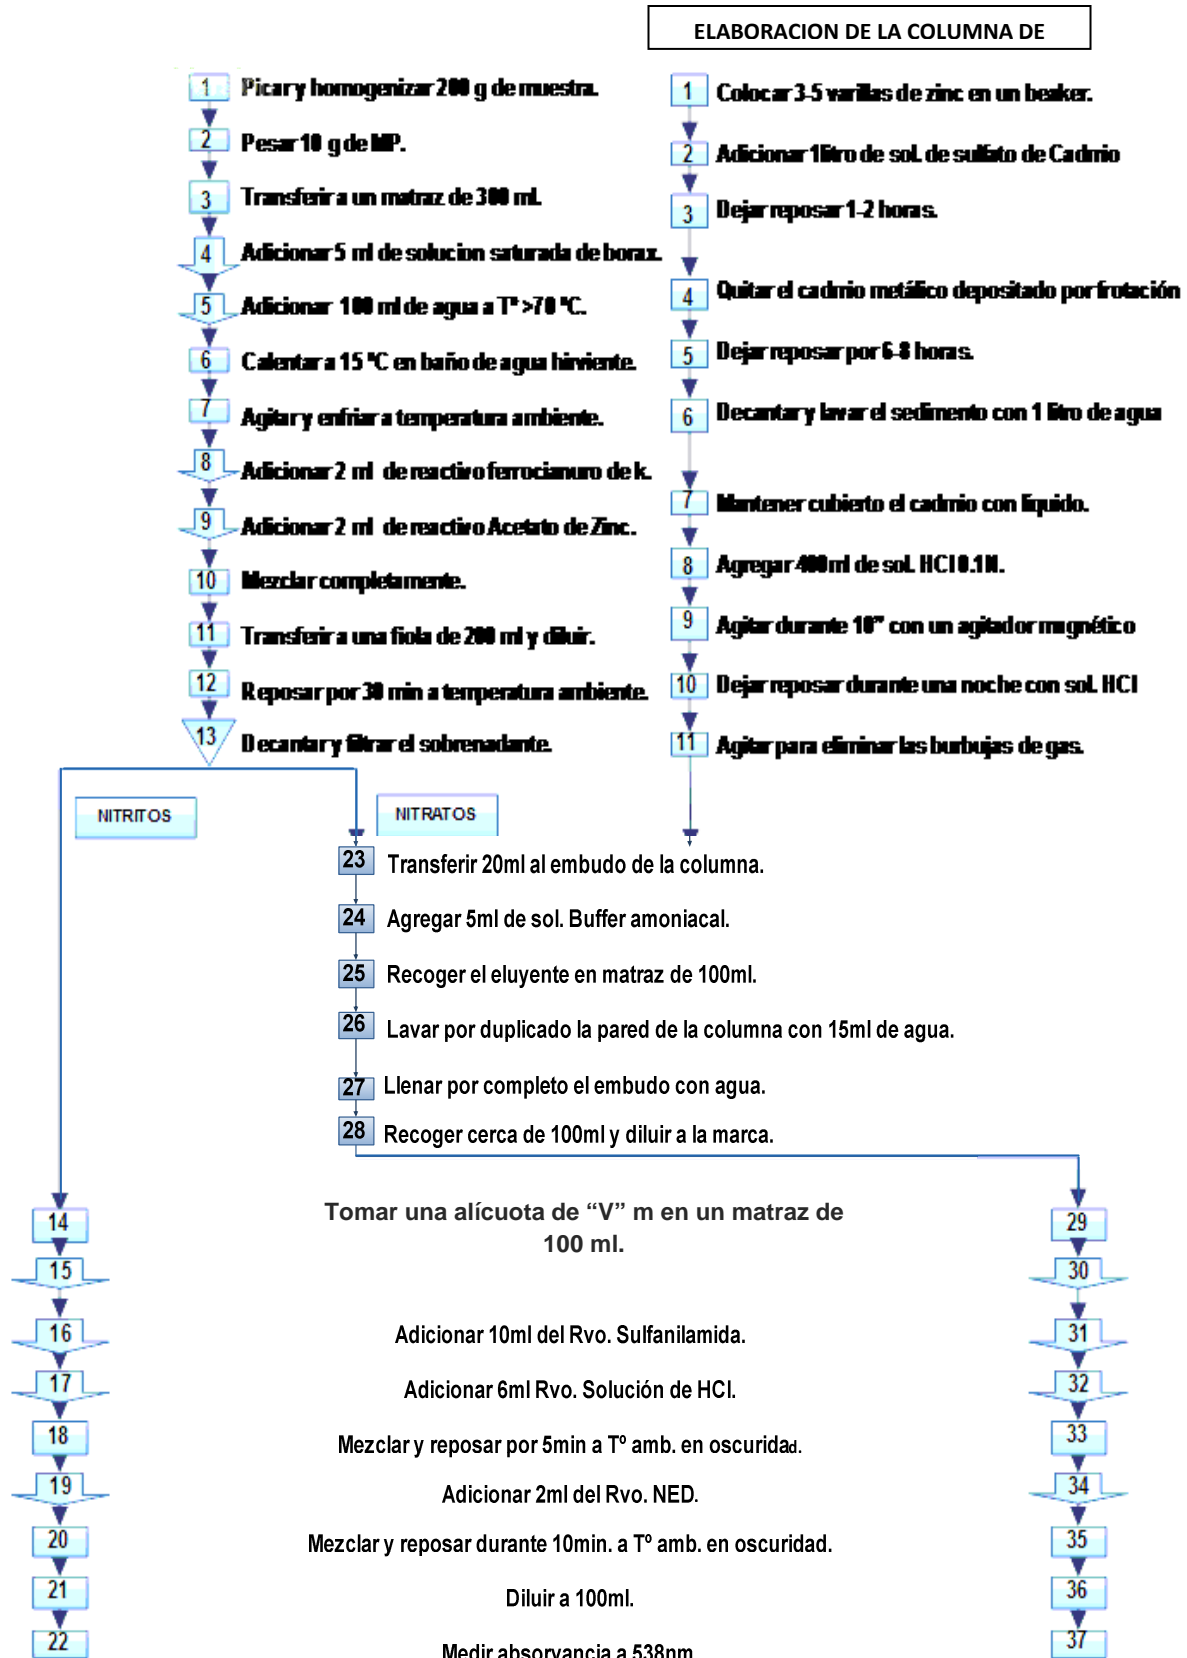 ELABORACION DE LA COLUMNA DE
1 Picar y homogenizar 200 g de muestra.
2 Pesar 10 g de MP.
3 Transferir a un matraz de 300 ml.
4 Adicionar 5 ml de solucion saturada de borax.
5 Adicionar 100 ml de agua a Tº >70 ºC.
6 Calentar a 15 ºC en baño de agua hirviente.
7 Agitar y enfriar a temperatura ambiente.
8 Adicionar 2 ml de reactivo ferrocianuro de k.
9 Adicionar 2 ml de reactivo Acetato de Zinc.
10 Mezclar completamente.
11 Transferir a una fiola de 200 ml y diluir.
12 Reposar por 30 min a temperatura ambiente.
13 Decantar y filtrar el sobrenadante.
1 Colocar 3-5 varillas de zinc en un beaker.
2 Adicionar 1litro de sol. de sulfato de Cadmio
3 Dejar reposar 1-2 horas.
4 Quitar el cadmio metálico depositado por frotación
5 Dejar reposar por 6-8 horas.
6 Decantar y lavar el sedimento con 1 litro de agua
7 Mantener cubierto el cadmio con líquido.
8 Agregar 400ml de sol. HCl 0.1N.
9 Agitar durante 10” con un agitador magnético
10 Dejar reposar durante una noche con sol. HCl
11 Agitar para eliminar las burbujas de gas.
NITRITOS
NITRATOS
23 Transferir 20ml al embudo de la columna.
24 Agregar 5ml de sol. Buffer amoniacal.
25 Recoger el eluyente en matraz de 100ml.
26 Lavar por duplicado la pared de la columna con 15ml de agua.
27 Llenar por completo el embudo con agua.
28 Recoger cerca de 100ml y diluir a la marca.
14 Tomar una alícuota de “V” m en un matraz de 29
100 ml.
15 30
16 Adicionar 10ml del Rvo. Sulfanilamida. 31
17 Adicionar 6ml Rvo. Solución de HCl. 32
18 Mezclar y reposar por 5min a Tº amb. en oscuridad. 33
19 Adicionar 2ml del Rvo. NED. 34
20 Mezclar y reposar durante 10min. a Tº amb. en oscuridad. 35
21 Diluir a 100ml. 36
22 Medir absorvancia a 538nm 37